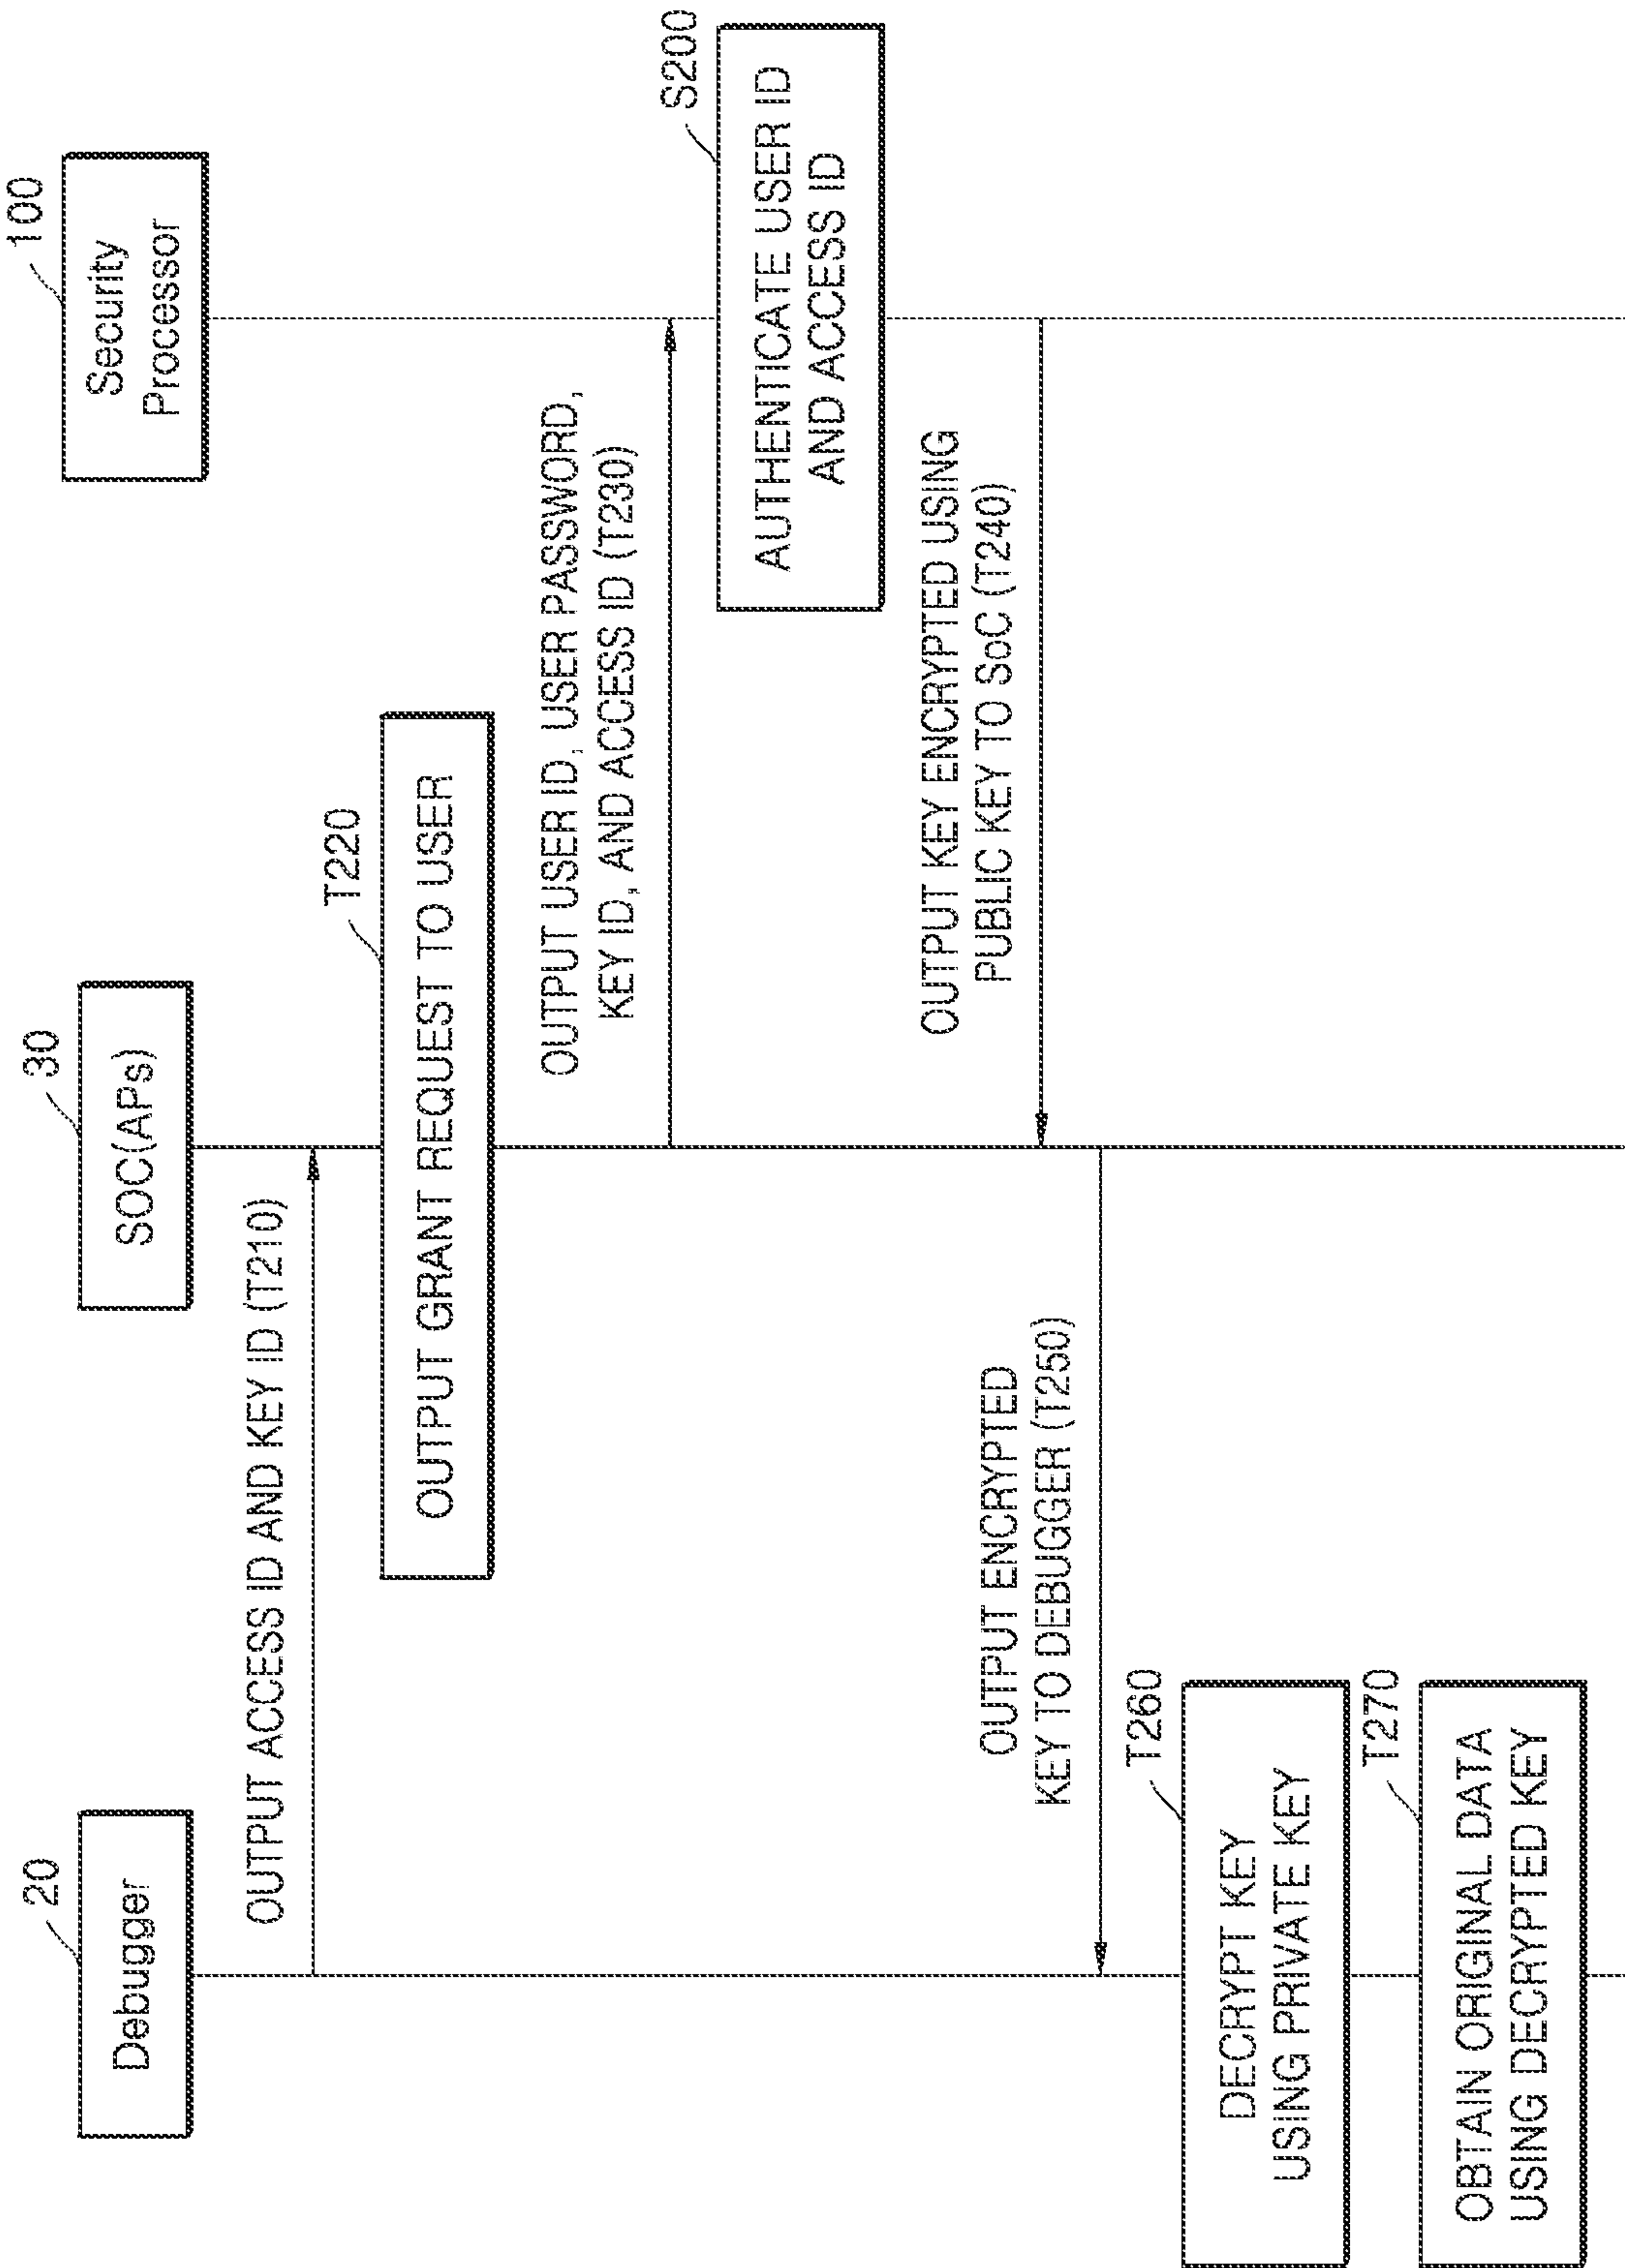 20
Debugger
30
SOC(APs)
100
Security
Processor
OUTPUT ACCESS ID AND KEY ID (T210)
T220
OUTPUT GRANT REQUEST TO USER
OUTPUT USER ID, USER PASSWORD,
KEY ID, AND ACCESS ID (T230)
S200
AUTHENTICATE USER ID
AND ACCESS ID
OUTPUT KEY ENCRYPTED USING
PUBLIC KEY TO SoC (T240)
OUTPUT ENCRYPTED
KEY TO DEBUGGER (T250)
T260
DECRYPT KEY
USING PRIVATE KEY
T270
OBTAIN ORIGINAL DATA
USING DECRYPTED KEY